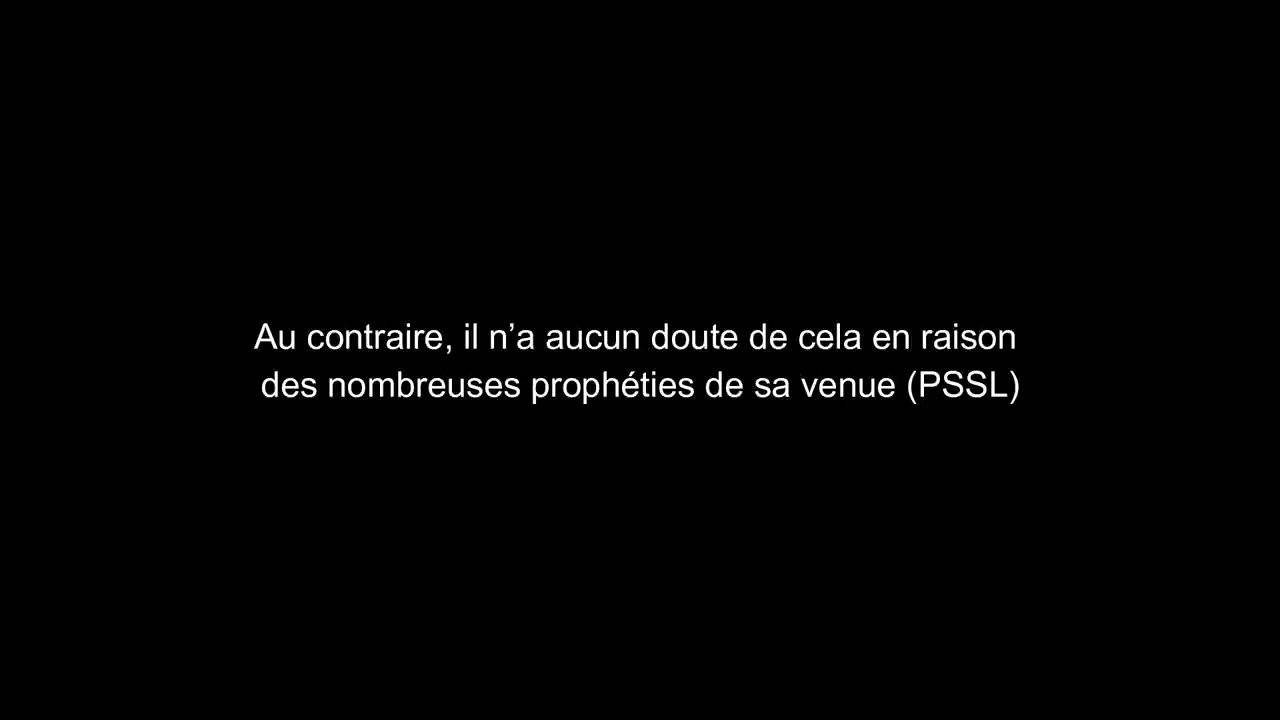 Au contraire, il n’a aucun doute de cela en raison
des nombreuses prophéties de sa venue (PSSL)